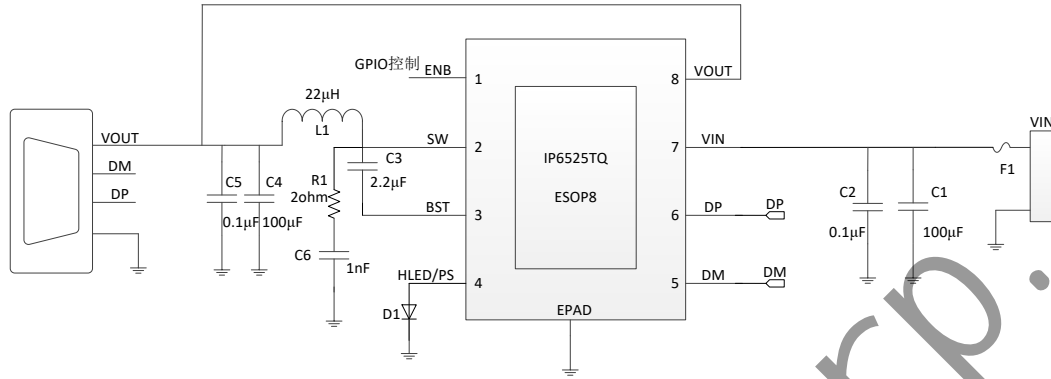 GPIO控制
ENB
1
8
VOUT
22μH
L1
VOUT
SW
2
7
VIN
VIN
F1
DM
C3
2.2μF
IP6525TQ
ESOP8
DP
R1
2ohm
C5
0.1μF
C4
100μF
BST
3
6
DP
DP
C2
0.1μF
C1
100μF
C6
1nF
HLED/PS
4
5
DM
DM
D1
EPAD
rp.